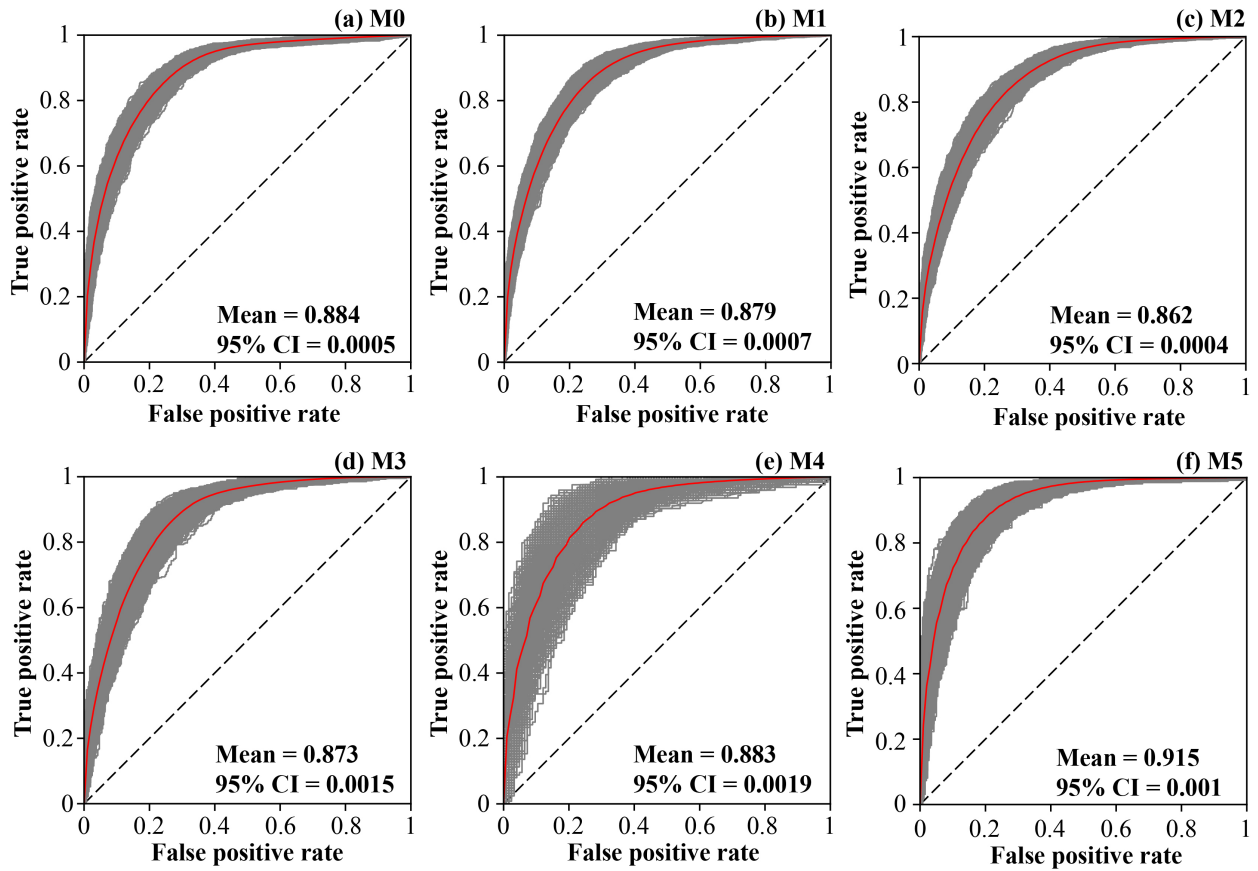 (a) M0
True positive rate
1
0.8
0.6
0.4
0.2
0
Mean = 0.884
95% CI = 0.0005
0 0.2 0.4 0.6 0.8 1
False positive rate
(b) M1
True positive rate
1
0.8
0.6
0.4
0.2
0
Mean = 0.879
95% CI = 0.0007
0 0.2 0.4 0.6 0.8 1
False positive rate
(c) M2
True positive rate
1
0.8
0.6
0.4
0.2
0
Mean = 0.862
95% CI = 0.0004
0 0.2 0.4 0.6 0.8 1
False positive rate
(d) M3
True positive rate
1
0.8
0.6
0.4
0.2
0
Mean = 0.873
95% CI = 0.0015
0 0.2 0.4 0.6 0.8 1
False positive rate
(e) M4
True positive rate
1
0.8
0.6
0.4
0.2
0
Mean = 0.883
95% CI = 0.0019
0 0.2 0.4 0.6 0.8 1
False positive rate
(f) M5
True positive rate
1
0.8
0.6
0.4
0.2
0
Mean = 0.915
95% CI = 0.001
0 0.2 0.4 0.6 0.8 1
False positive rate